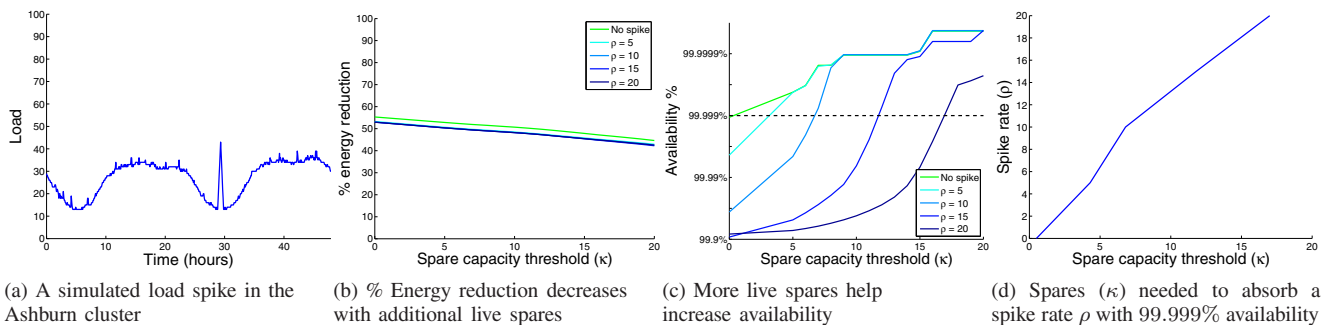 100
90
80
70
60
50
40
30
20
10
0
Load
0 10 20 30 40
Time (hours)
(a) A simulated load spike in the
Ashburn cluster
100
90
80
70
60
50
40
30
20
10
0
% energy reduction
No spike
ρ = 5
ρ = 10
ρ = 15
ρ = 20
0 5 10 15 20
Spare capacity threshold (κ)
(b) % Energy reduction decreases
with additional live spares
99.9999%
99.999%
99.99%
99.9%
Availability %
No spike
ρ = 5
ρ = 10
ρ = 15
ρ = 20
0 5 10 15 20
Spare capacity threshold (κ)
(c) More live spares help
increase availability
20
18
16
14
12
10
8
6
4
2
0
Spike rate (ρ)
0 5 10 15 20
Spare capacity threshold (κ)
(d) Spares (κ) needed to absorb a
spike rate ρ with 99.999% availability